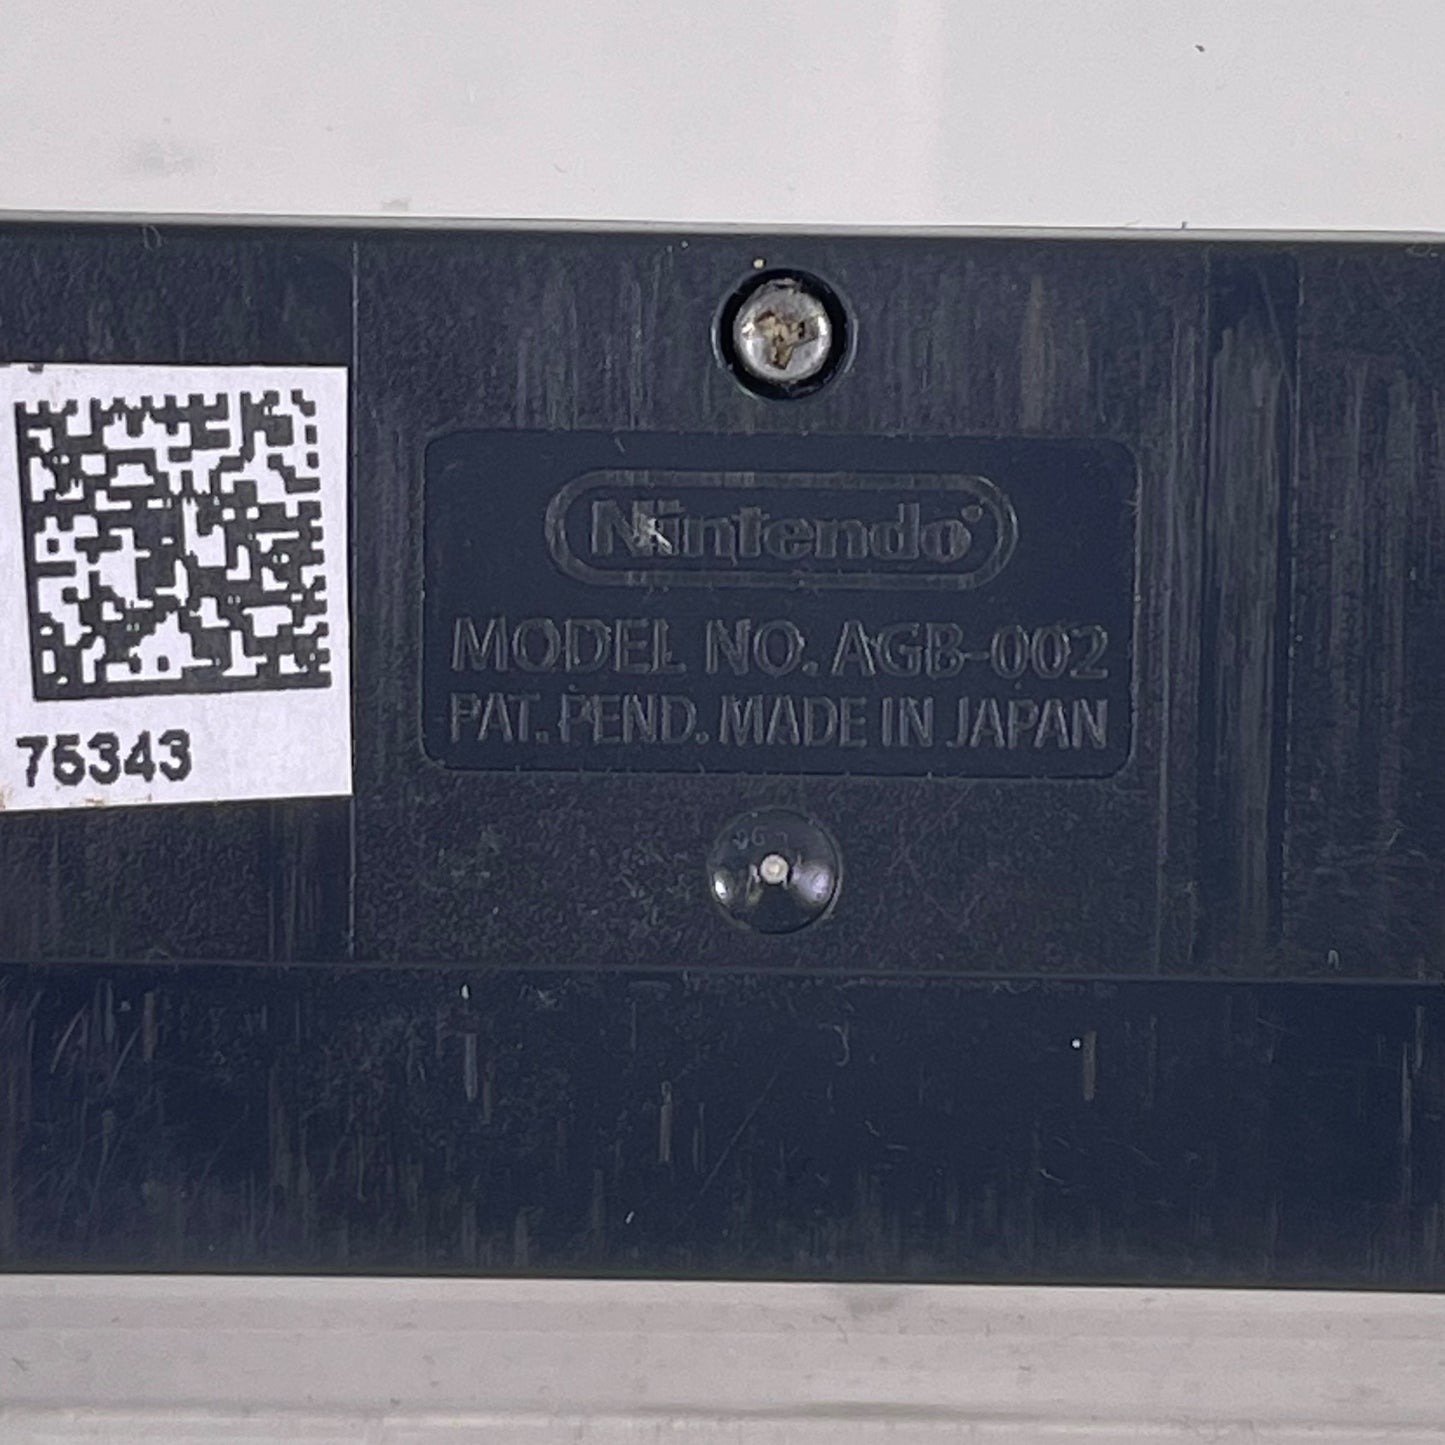 Nintendo®
MODEL NO. AGB-002
PAT. PEND. MADE IN JAPAN
75343